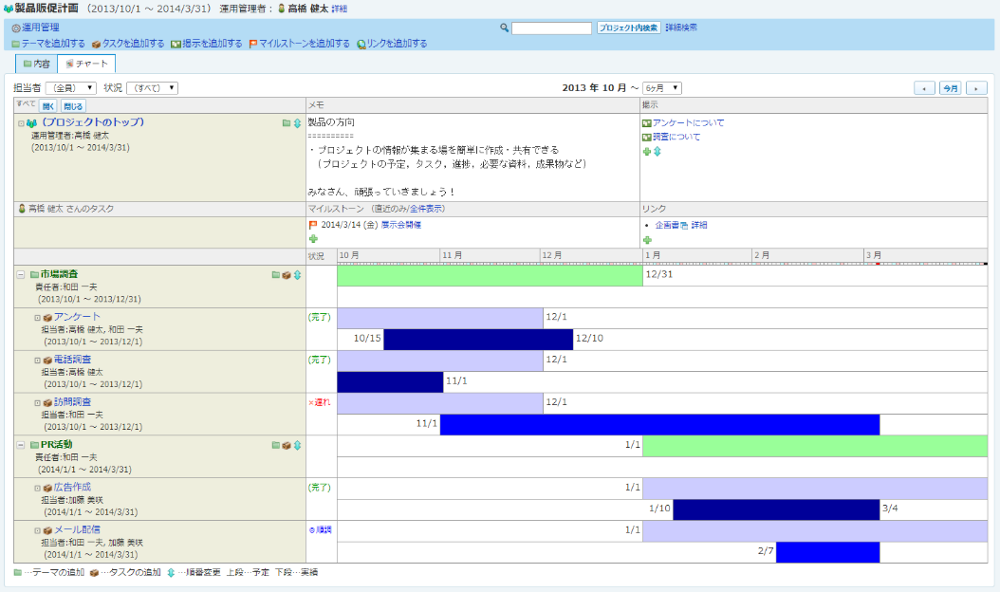 製品販促計画 （2013/10/1 ～ 2014/3/31） 運用管理者： 高橋 健太 詳細
運用管理
プロジェクト内検索 詳細検索
テーマを追加する タスクを追加する 掲示を追加する マイルストーンを追加する リンクを追加する
内容 チャート
担当者 （全員） ▼ 状況 （すべて） ▼ 2013 年 10 月 ～ 6ヶ月 ▼ 今月
すべて 開く 閉じる メモ 掲示
（プロジェクトのトップ）
運用管理者:高橋 健太
(2013/10/1 ～ 2014/3/31)
製品の方向
==========
・プロジェクトの情報が集まる場を簡単に作成・共有できる
（プロジェクトの予定，タスク，進捗，必要な資料，成果物など）
みなさん、頑張っていきましょう！
アンケートについて
調査について
高橋 健太 さんのタスク マイルストーン （直近のみ/全件表示） リンク
2014/3/14 (金) 展示会開催
• 企画書 詳細
状況 10 月 11 月 12 月 1 月 2 月 3 月
市場調査
責任者:和田 一夫
(2013/10/1 ～ 2013/12/31)
12/31
アンケート
担当者:高橋 健太, 和田 一夫
(2013/10/1 ～ 2013/12/1)
(完了) 12/1
10/15 12/10
電話調査
担当者:高橋 健太
(2013/10/1 ～ 2013/12/1)
(完了) 12/1
11/1
訪問調査
担当者:和田 一夫
(2013/10/1 ～ 2013/12/1)
×遅れ 12/1
11/1
PR活動
責任者:和田 一夫
(2014/1/1 ～ 2014/3/31)
1/1
広告作成
担当者:加藤 美咲
(2014/1/1 ～ 2014/3/31)
(完了) 1/1
1/10 3/4
メール配信
担当者:和田 一夫, 加藤 美咲
(2014/1/1 ～ 2014/3/31)
◎順調 1/1
2/7
…テーマの追加 …タスクの追加 …順番変更 上段…予定 下段…実績